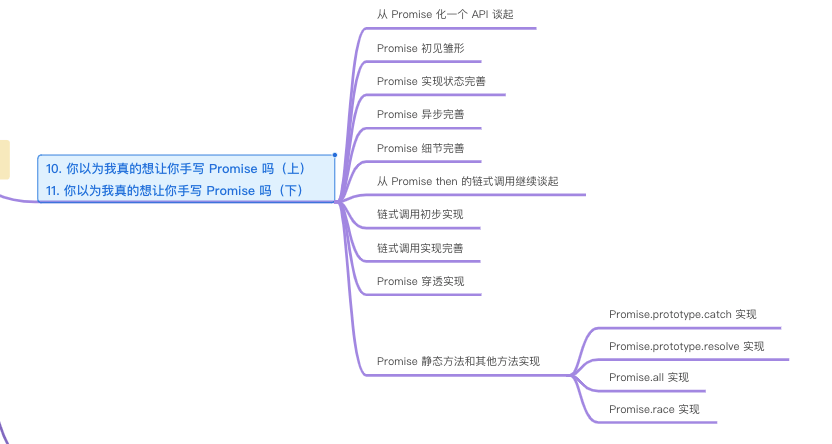 从 Promise 化一个 API 谈起
Promise 初见雏形
Promise 实现状态完善
Promise 异步完善
Promise 细节完善
10. 你以为我真的想让你手写 Promise 吗（上）
11. 你以为我真的想让你手写 Promise 吗（下）
从 Promise then 的链式调用继续谈起
链式调用初步实现
链式调用实现完善
Promise 穿透实现
Promise 静态方法和其他方法实现
Promise.prototype.catch 实现
Promise.prototype.resolve 实现
Promise.all 实现
Promise.race 实现